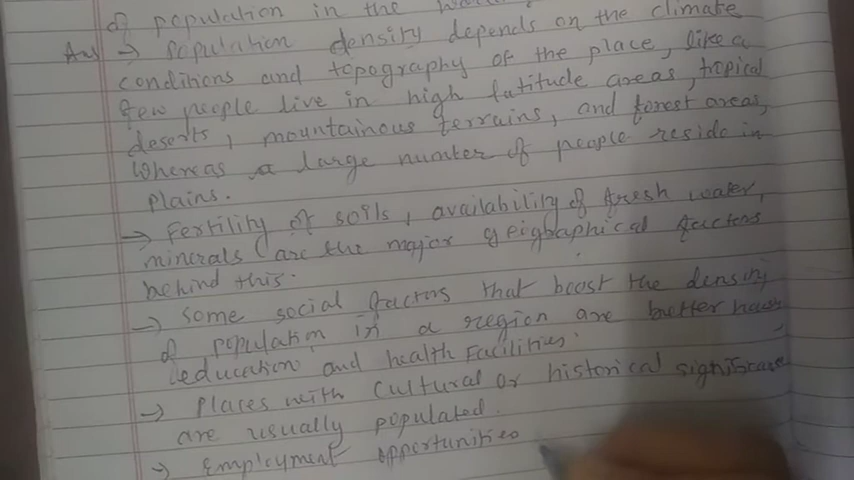 of population in the
Ans → Population density depends on the climate
conditions and topography of the place, like a
few people live in high latitude areas, tropical
deserts, mountainous terrains, and forest areas,
Whereas a large number of people reside in
plains.
→ Fertility of soils, availability of fresh water,
minerals are the major geigbaphical factors
behind this.
→ Some social factors that boost the density
of population in a region are better
education and health Facilities.
→ Places with cultural or historical significance
are usually populated.
→ Employment opportunities